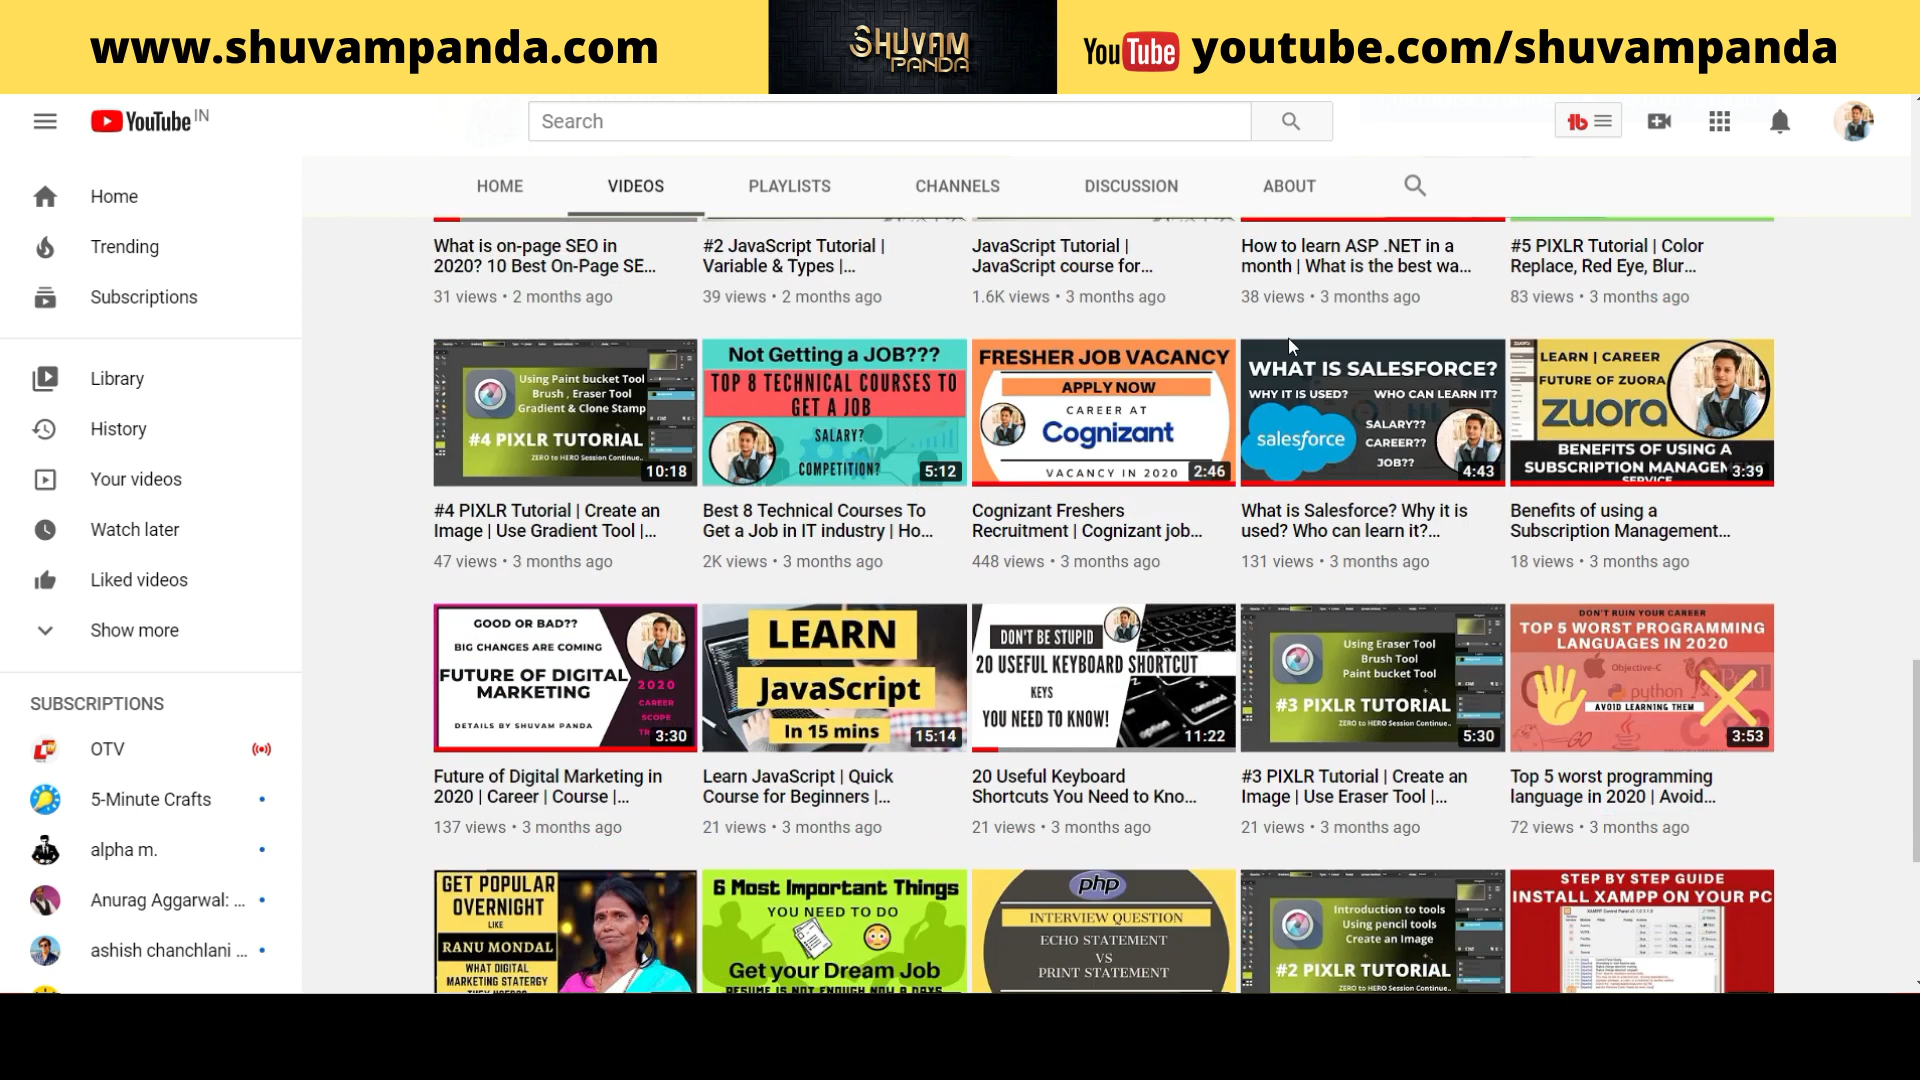 www.shuvampanda.com
SHUVAM
PANDA
YouTube youtube.com/shuvampanda
YouTube IN
Search
Home
Trending
Subscriptions
Library
History
Your videos
Watch later
Liked videos
Show more
SUBSCRIPTIONS
OTV
5-Minute Crafts
alpha m.
Anurag Aggarwal: ...
ashish chanchlani ...
HOME VIDEOS PLAYLISTS CHANNELS DISCUSSION ABOUT
What is on-page SEO in
2020? 10 Best On-Page SE...
31 views • 2 months ago
#2 JavaScript Tutorial |
Variable & Types |...
39 views • 2 months ago
JavaScript Tutorial |
JavaScript course for...
1.6K views • 3 months ago
How to learn ASP .NET in a
month | What is the best wa...
38 views • 3 months ago
#5 PIXLR Tutorial | Color
Replace, Red Eye, Blur...
83 views • 3 months ago
Using Paint bucket Tool
Brush , Eraser Tool
Gradient & Clone Stamp
#4 PIXLR TUTORIAL
ZERO to HERO Session Continue..
10:18
#4 PIXLR Tutorial | Create an
Image | Use Gradient Tool |...
47 views • 3 months ago
Not Getting a JOB???
TOP 8 TECHNICAL COURSES TO
GET A JOB
SALARY?
COMPETITION?
5:12
Best 8 Technical Courses To
Get a Job in IT industry | Ho...
2K views • 3 months ago
FRESHER JOB VACANCY
APPLY NOW
CAREER AT
Cognizant
VACANCY IN 2020
2:46
Cognizant Freshers
Recruitment | Cognizant job...
448 views • 3 months ago
WHAT IS SALESFORCE?
WHY IT IS USED? WHO CAN LEARN IT?
salesforce
SALARY??
CAREER??
JOB??
4:43
What is Salesforce? Why it is
used? Who can learn it?...
131 views • 3 months ago
LEARN | CAREER
FUTURE OF ZUORA
zuora
BENEFITS OF USING A
SUBSCRIPTION MANAGEM
SERVICE
3:39
Benefits of using a
Subscription Management...
18 views • 3 months ago
GOOD OR BAD??
BIG CHANGES ARE COMING
FUTURE OF DIGITAL
MARKETING
DETAILS BY SHUVAM PANDA
2020
CAREER
SCOPE
3:30
Future of Digital Marketing in
2020 | Career | Course |...
137 views • 3 months ago
LEARN
JavaScript
In 15 mins
15:14
Learn JavaScript | Quick
Course for Beginners |...
21 views • 3 months ago
DON'T BE STUPID
20 USEFUL KEYBOARD SHORTCUT
KEYS
YOU NEED TO KNOW!
11:22
20 Useful Keyboard
Shortcuts You Need to Kno...
21 views • 3 months ago
Using Eraser Tool
Brush Tool
Paint bucket Tool
#3 PIXLR TUTORIAL
ZERO to HERO Session Continue..
5:30
#3 PIXLR Tutorial | Create an
Image | Use Eraser Tool |...
21 views • 3 months ago
DON'T RUIN YOUR CAREER
TOP 5 WORST PROGRAMMING
LANGUAGES IN 2020
Objective-C
python
Perl
AVOID LEARNING THEM
3:53
Top 5 worst programming
language in 2020 | Avoid...
72 views • 3 months ago
GET POPULAR
OVERNIGHT
LIKE
RANU MONDAL
WHAT DIGITAL
MARKETING STATERGY
6 Most Important Things
YOU NEED TO DO
Get your Dream Job
RESUME IS NOT ENOUGH NOW A DAYS
php
INTERVIEW QUESTION
ECHO STATEMENT
VS
PRINT STATEMENT
Introduction to tools
Using pencil tools
Create an Image
#2 PIXLR TUTORIAL
ZERO to HERO Session Continue..
STEP BY STEP GUIDE
INSTALL XAMPP ON YOUR PC